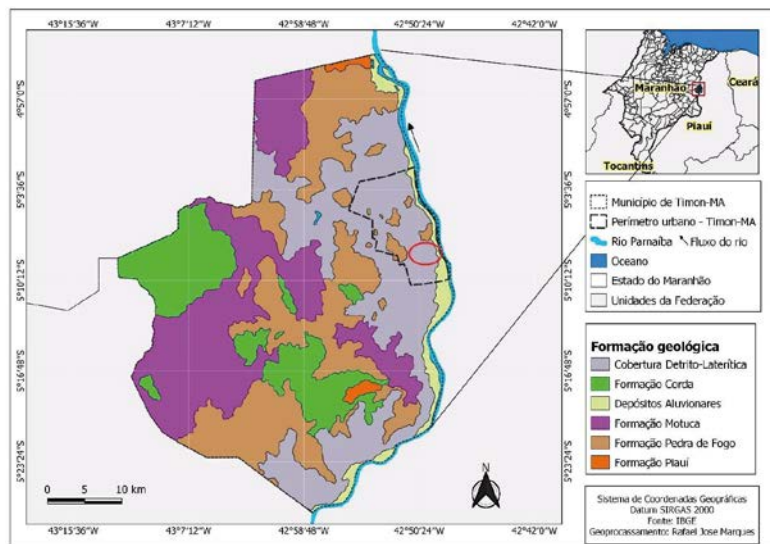 43°15'36"W 43°7'12"W 42°58'48"W 42°50'24"W 42°42'0"W
4°57'0"S
5°3'36"S
5°10'12"S
5°16'48"S
5°23'24"S
4°57'0"S
5°3'36"S
5°10'12"S
5°16'48"S
5°23'24"S
0 5 10 km
N
43°15'36"W 43°7'12"W 42°58'48"W 42°50'24"W 42°42'0"W
Maranhão
Ceará
Piauí
Tocantins
Município de Timon-MA
Perímetro urbano - Timon-MA
Rio Parnaíba
Fluxo do rio
Oceano
Estado do Maranhão
Unidades da Federação
Formação geológica
Cobertura Detrito-Laterítica
Formação Corda
Depósitos Aluvionares
Formação Motuca
Formação Pedra de Fogo
Formação Piauí
Sistema de Coordenadas Geográficas
Datum SIRGAS 2000
Fonte: IBGE
Geoprocassamento: Rafael Jose Marques